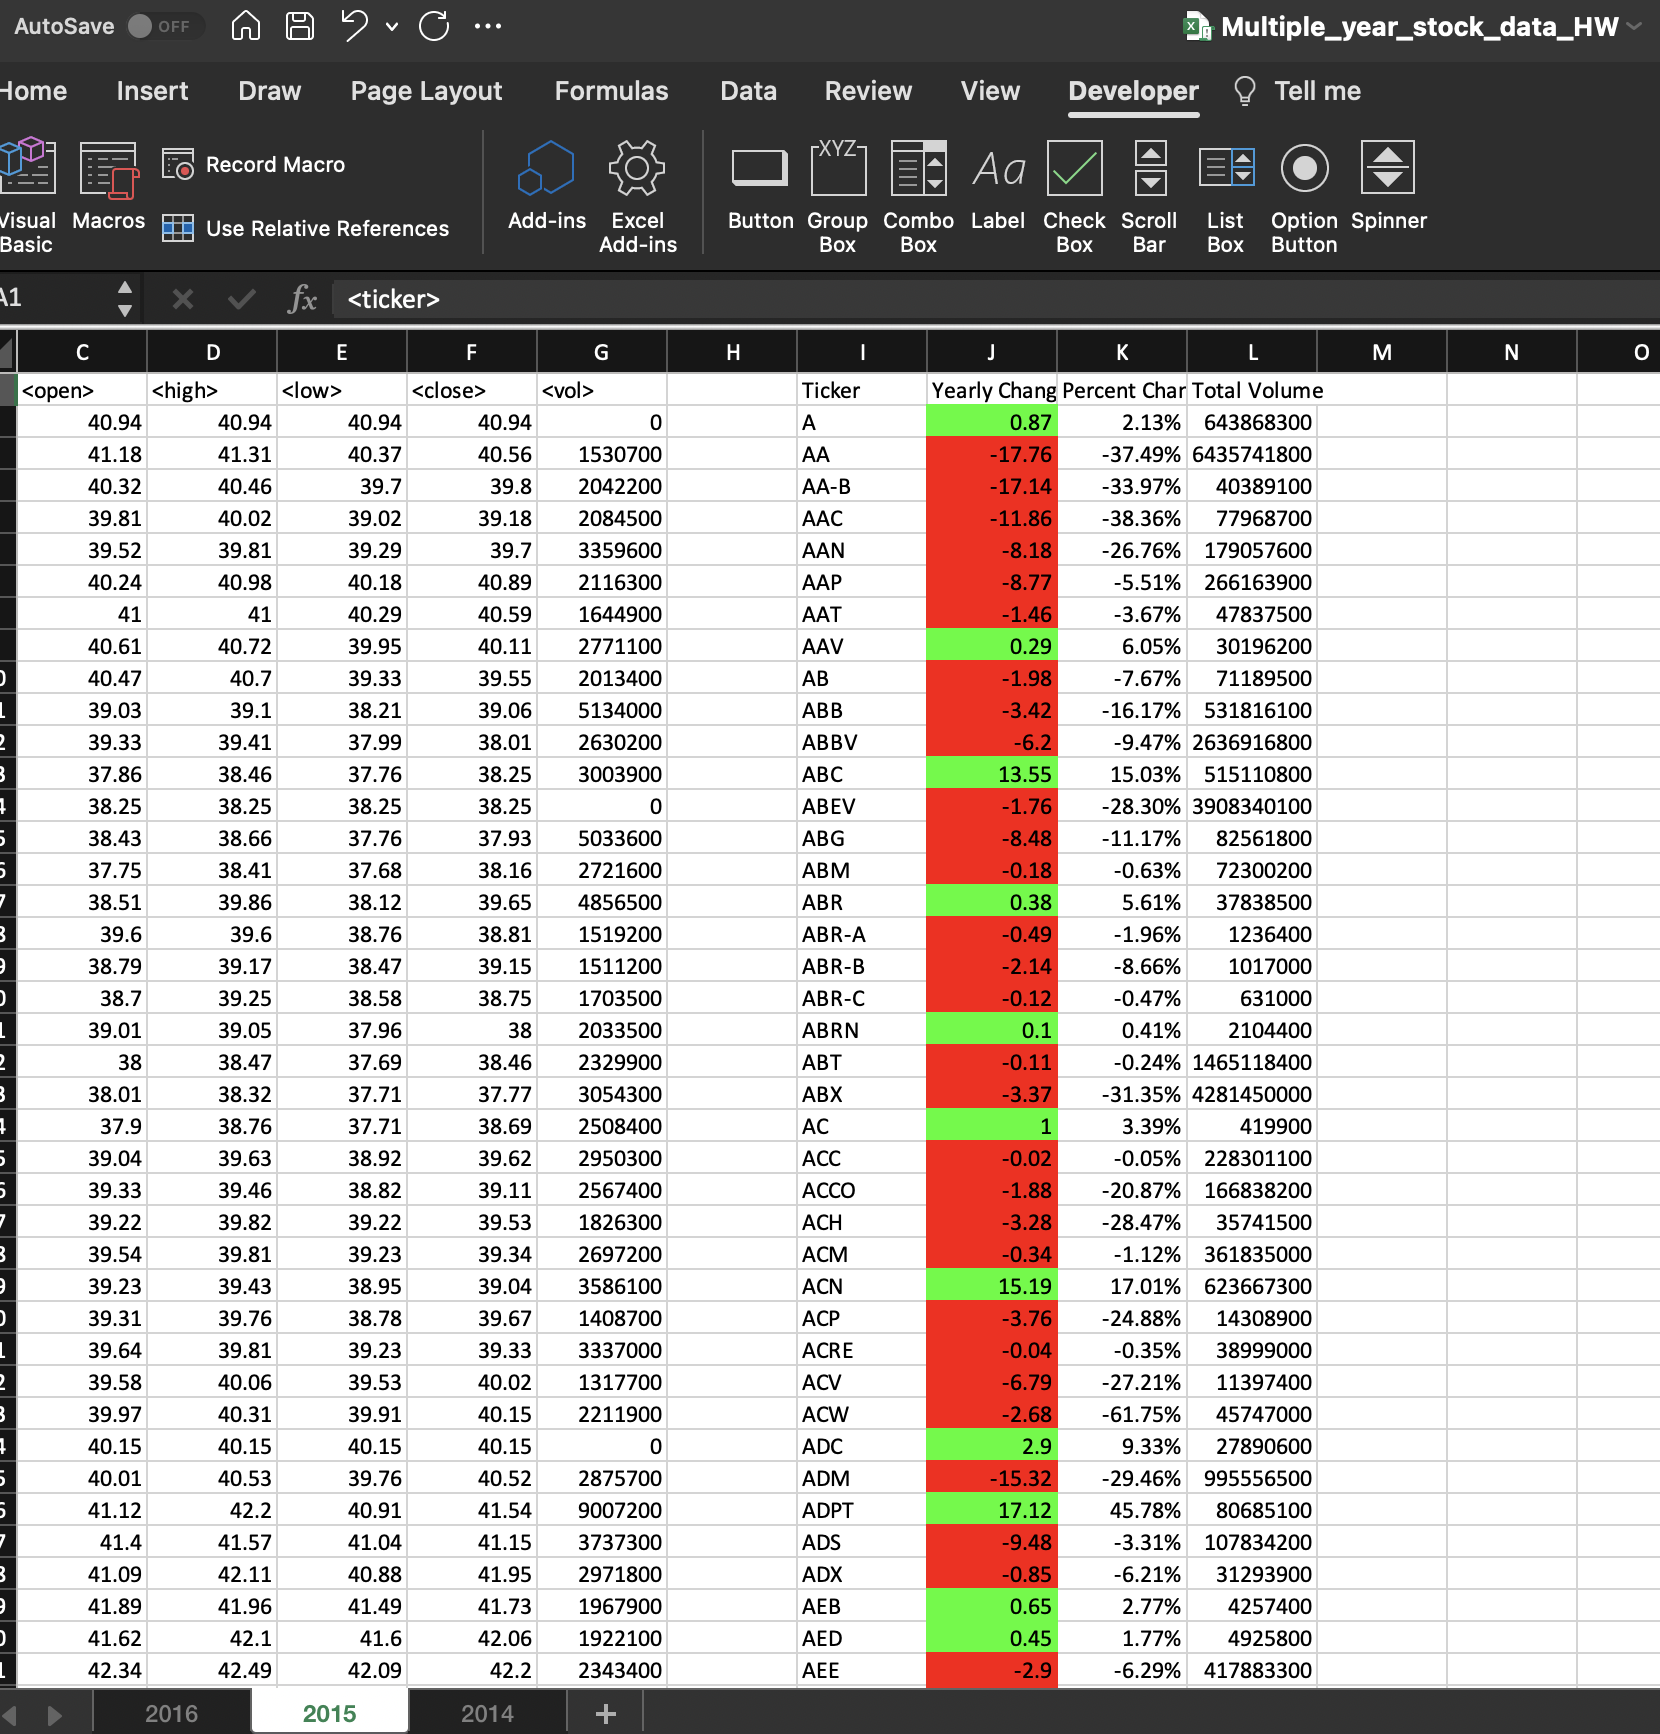 AutoSave OFF Multiple_year_stock_data_HW
Home Insert Draw Page Layout Formulas Data Review View Developer Tell me
Visual Basic Macros Record Macro Use Relative References Add-ins Excel Add-ins Button Group Box Combo Box Aa Label Check Box Scroll Bar List Box Option Button Spinner
A1 fx <ticker>
C D E F G H I J K L M N O
<open> <high> <low> <close> <vol> Ticker Yearly Chang Percent Char Total Volume
40.94 40.94 40.94 40.94 0 A 0.87 2.13% 643868300
41.18 41.31 40.37 40.56 1530700 AA -17.76 -37.49% 6435741800
40.32 40.46 39.7 39.8 2042200 AA-B -17.14 -33.97% 40389100
39.81 40.02 39.02 39.18 2084500 AAC -11.86 -38.36% 77968700
39.52 39.81 39.29 39.7 3359600 AAN -8.18 -26.76% 179057600
40.24 40.98 40.18 40.89 2116300 AAP -8.77 -5.51% 266163900
41 41 40.29 40.59 1644900 AAT -1.46 -3.67% 47837500
40.61 40.72 39.95 40.11 2771100 AAV 0.29 6.05% 30196200
40.47 40.7 39.33 39.55 2013400 AB -1.98 -7.67% 71189500
39.03 39.1 38.21 39.06 5134000 ABB -3.42 -16.17% 531816100
39.33 39.41 37.99 38.01 2630200 ABBV -6.2 -9.47% 2636916800
37.86 38.46 37.76 38.25 3003900 ABC 13.55 15.03% 515110800
38.25 38.25 38.25 38.25 0 ABEV -1.76 -28.30% 3908340100
38.43 38.66 37.76 37.93 5033600 ABG -8.48 -11.17% 82561800
37.75 38.41 37.68 38.16 2721600 ABM -0.18 -0.63% 72300200
38.51 39.86 38.12 39.65 4856500 ABR 0.38 5.61% 37838500
39.6 39.6 38.76 38.81 1519200 ABR-A -0.49 -1.96% 1236400
38.79 39.17 38.47 39.15 1511200 ABR-B -2.14 -8.66% 1017000
38.7 39.25 38.58 38.75 1703500 ABR-C -0.12 -0.47% 631000
39.01 39.05 37.96 38 2033500 ABRN 0.1 0.41% 2104400
38 38.47 37.69 38.46 2329900 ABT -0.11 -0.24% 1465118400
38.01 38.32 37.71 37.77 3054300 ABX -3.37 -31.35% 4281450000
37.9 38.76 37.71 38.69 2508400 AC 1 3.39% 419900
39.04 39.63 38.92 39.62 2950300 ACC -0.02 -0.05% 228301100
39.33 39.46 38.82 39.11 2567400 ACCO -1.88 -20.87% 166838200
39.22 39.82 39.22 39.53 1826300 ACH -3.28 -28.47% 35741500
39.54 39.81 39.23 39.34 2697200 ACM -0.34 -1.12% 361835000
39.23 39.43 38.95 39.04 3586100 ACN 15.19 17.01% 623667300
39.31 39.76 38.78 39.67 1408700 ACP -3.76 -24.88% 14308900
39.64 39.81 39.23 39.33 3337000 ACRE -0.04 -0.35% 38999000
39.58 40.06 39.53 40.02 1317700 ACV -6.79 -27.21% 11397400
39.97 40.31 39.91 40.15 2211900 ACW -2.68 -61.75% 45747000
40.15 40.15 40.15 40.15 0 ADC 2.9 9.33% 27890600
40.01 40.53 39.76 40.52 2875700 ADM -15.32 -29.46% 995556500
41.12 42.2 40.91 41.54 9007200 ADPT 17.12 45.78% 80685100
41.4 41.57 41.04 41.15 3737300 ADS -9.48 -3.31% 107834200
41.09 42.11 40.88 41.95 2971800 ADX -0.85 -6.21% 31293900
41.89 41.96 41.49 41.73 1967900 AEB 0.65 2.77% 4257400
41.62 42.1 41.6 42.06 1922100 AED 0.45 1.77% 4925800
42.34 42.49 42.09 42.2 2343400 AEE -2.9 -6.29% 417883300
2016 2015 2014 +